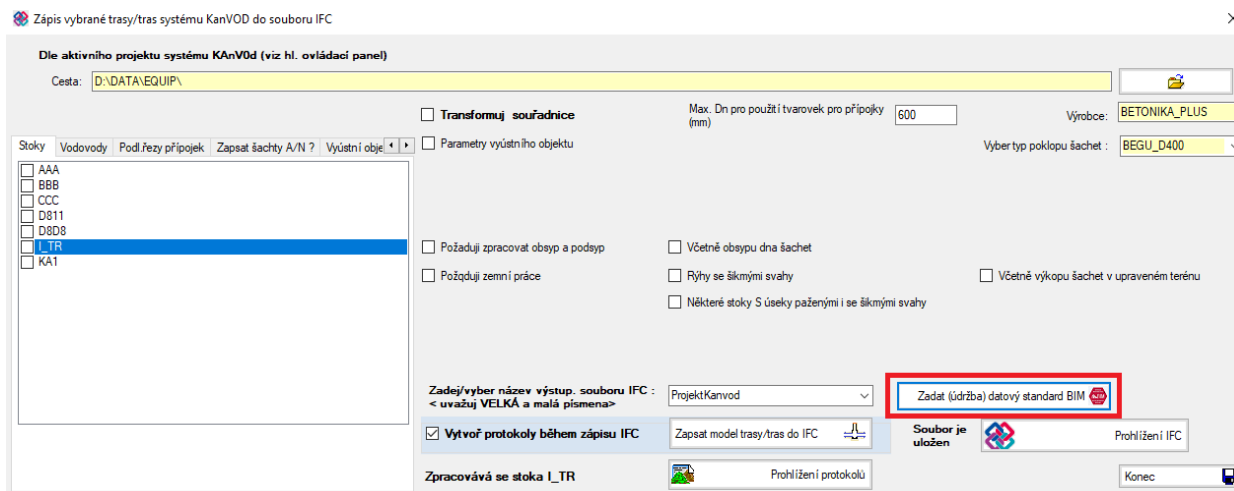 Zápis vybrané trasy/tras systému KanVOD do souboru IFC
Dle aktivního projektu systému KAnV0d (viz hl. ovládací panel)
Cesta: D:\DATA\EQUIP\
Transformuj souřadnice
Max. Dn pro použití tvarovek pro přípojky
(mm)
600
Výrobce: BETONIKA_PLUS
Stoky Vodovody Podl.řezy přípojek Zapsat šachty A/N ? Výústní obje
Parametry vyústního objektu
Vyber typ poklopu šachet : BEGU_D400
AAA
BBB
CCC
D811
D8D8
I_TR
KA1
Požaduji zpracovat obsyp a podsyp
Včetně obsypu dna šachet
Požqduji zemní práce
Rýhy se šikmými svahy
Včetně výkopu šachet v upraveném terénu
Některé stoky S úseky paženými i se šikmými svahy
Zadej/vyber název výstup. souboru IFC :
< uvažuj VELKÁ a malá písmena>
ProjektKanvod
Zadat (údržba) datový standard BIM
Vytvoř protokoly během zápisu IFC
Zapsat model trasy/tras do IFC
Soubor je
uložen
Prohlížení IFC
Zpracovává se stoka I_TR
Prohlížení protokolů
Konec